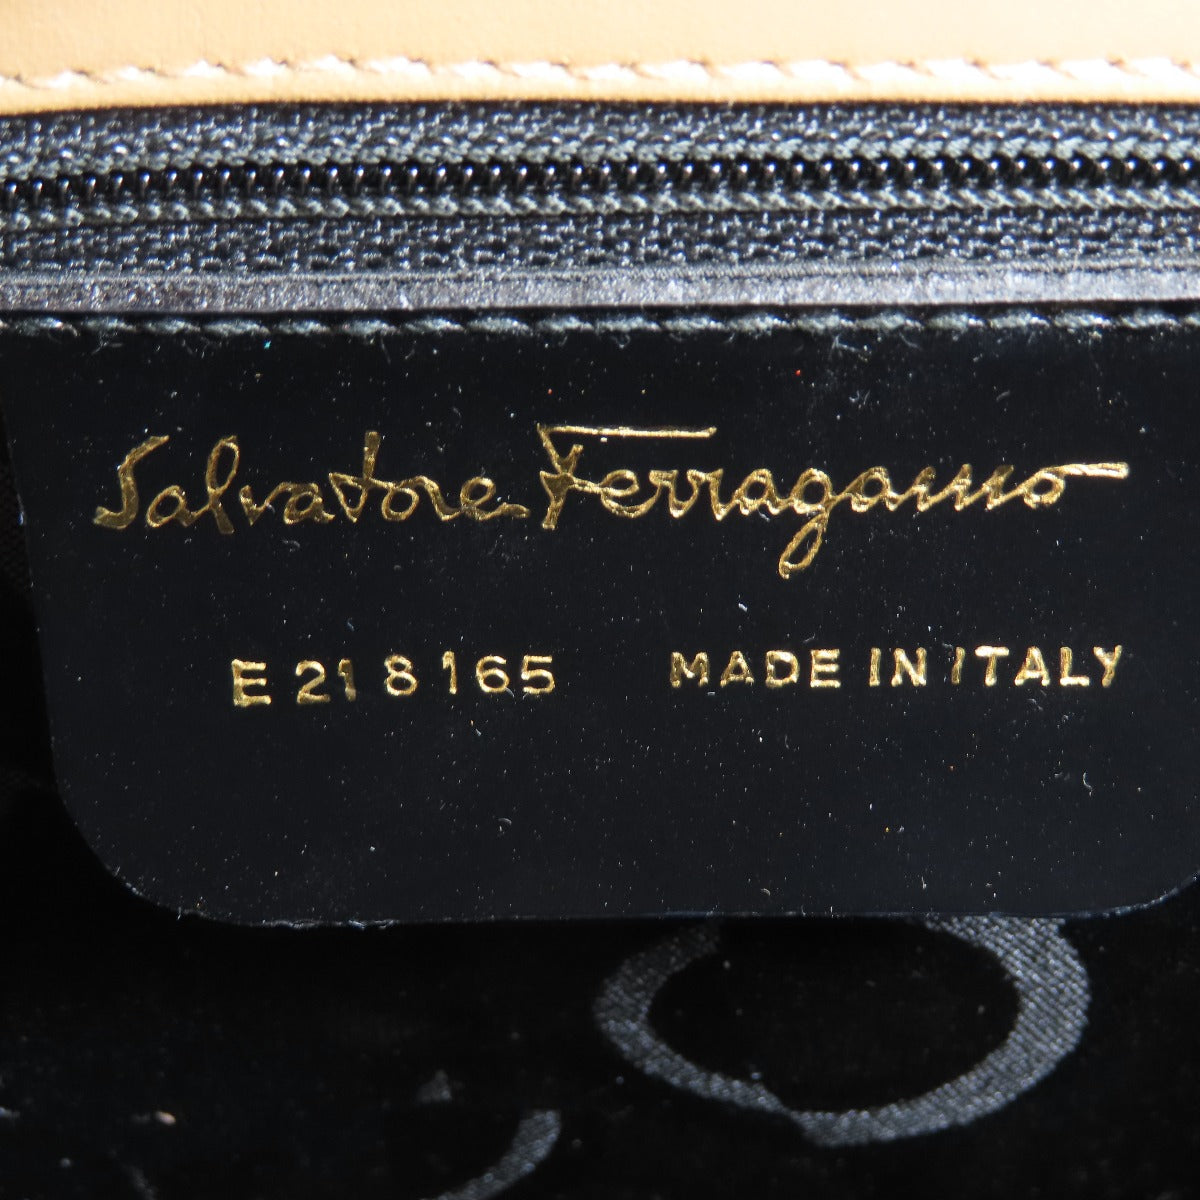 Salvatore Ferragamo
E 21 8165 MADE IN ITALY